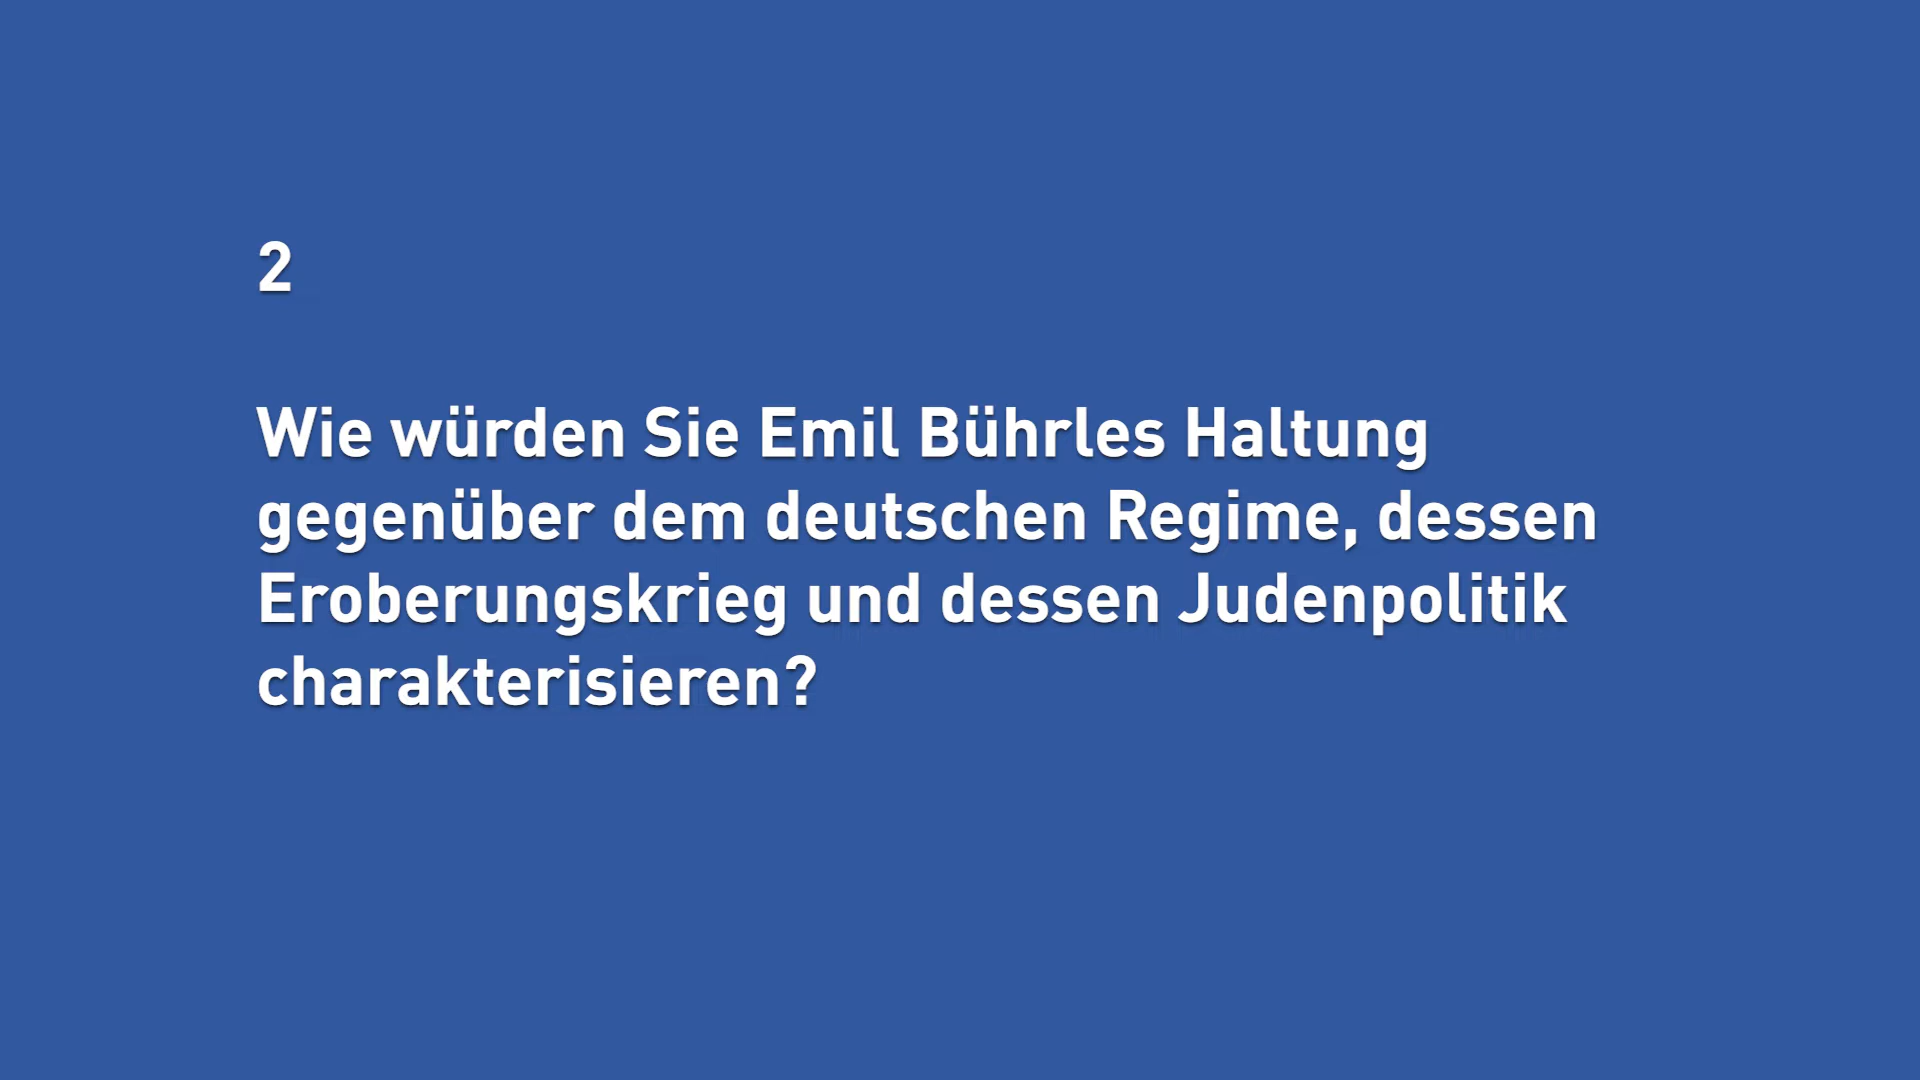 2
Wie würden Sie Emil Bührles Haltung
gegenüber dem deutschen Regime, dessen
Eroberungskrieg und dessen Judenpolitik
charakterisieren?